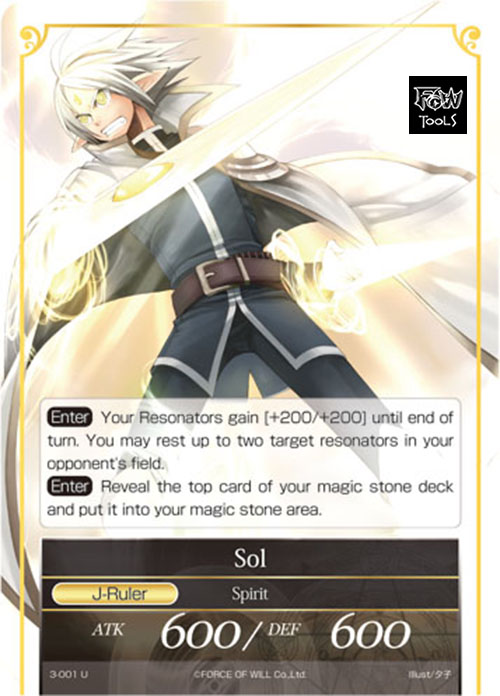 FOW
TOOLS
Enter Your Resonators gain [+200/+200] until end of
turn. You may rest up to two target resonators in your
opponent's field.
Enter Reveal the top card of your magic stone deck
and put it into your magic stone area.
Sol
J-Ruler Spirit
ATK 600/ DEF 600
3-001 U ©FORCE OF WILL Co.,Ltd. Illust/夕子